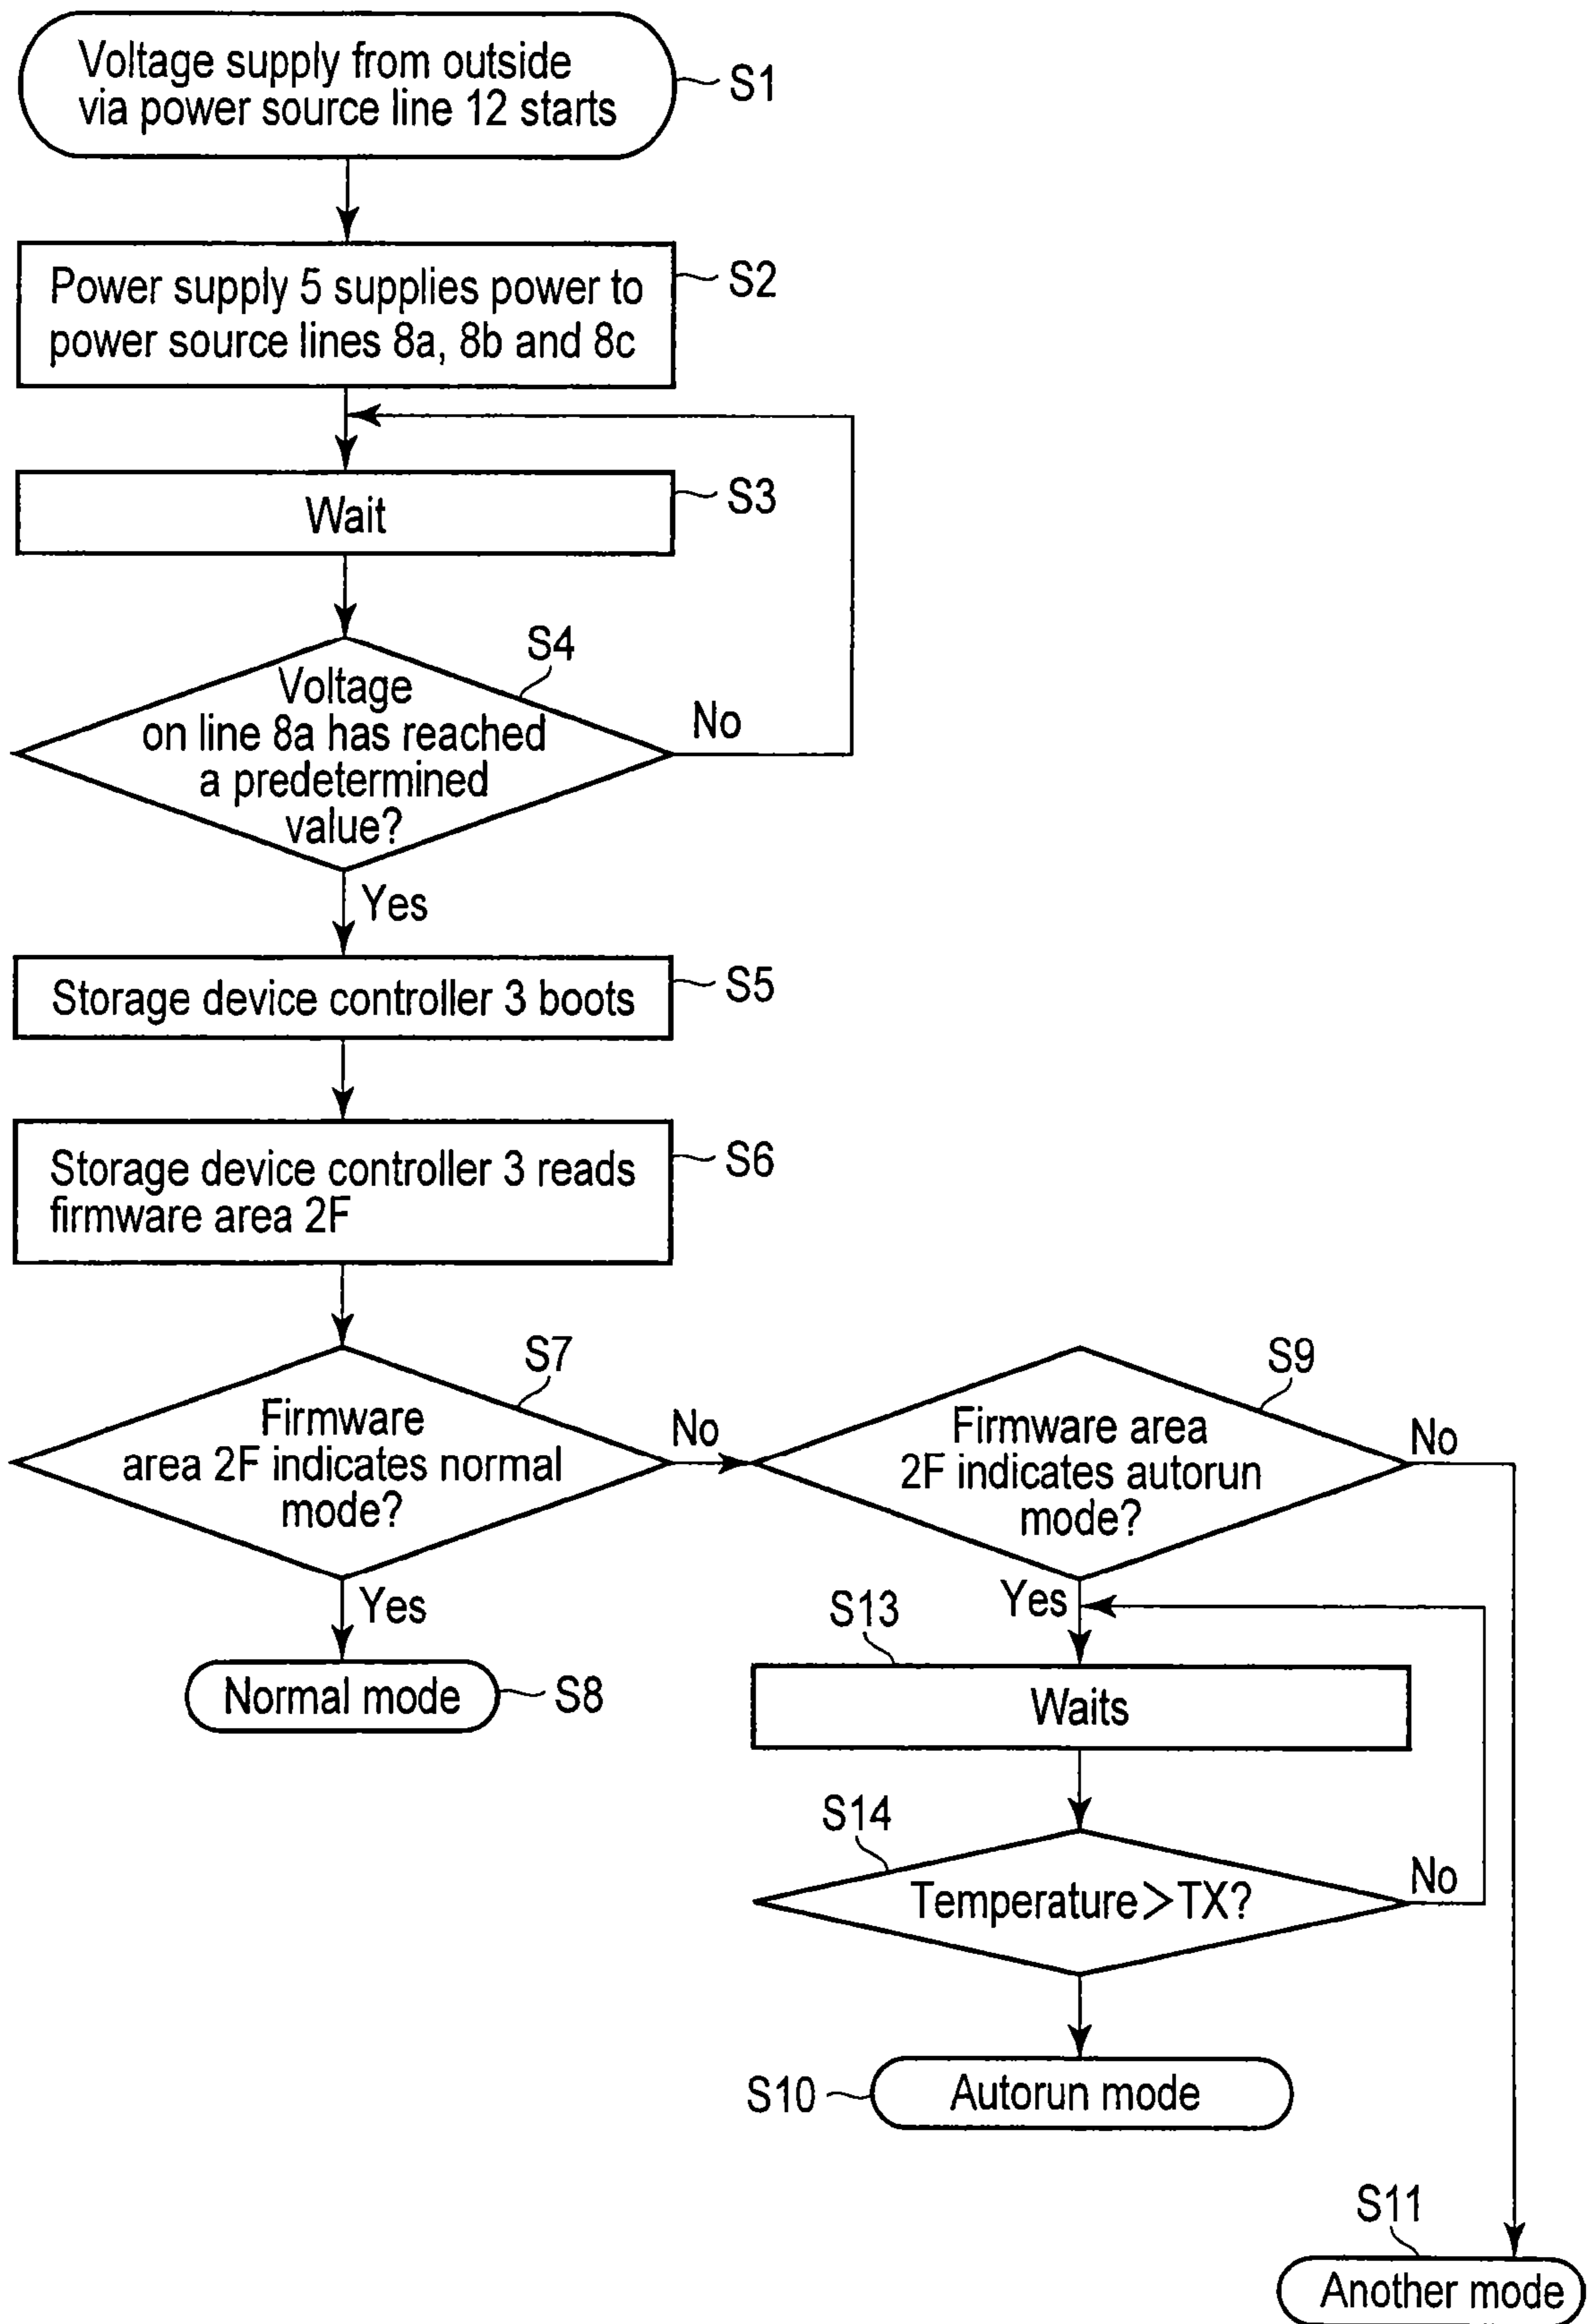 Voltage supply from outside
via power source line 12 starts
S1
Power supply 5 supplies power to
power source lines 8a, 8b and 8c
S2
Wait
S3
S4
Voltage
on line 8a has reached
a predetermined
value?
No
Yes
Storage device controller 3 boots
S5
Storage device controller 3 reads
firmware area 2F
S6
S7
Firmware
area 2F indicates normal
mode?
No
Yes
Normal mode
S8
S9
Firmware area
2F indicates autorun
mode?
No
Yes
S13
Waits
S14
Temperature>TX?
No
S10
Autorun mode
S11
Another mode